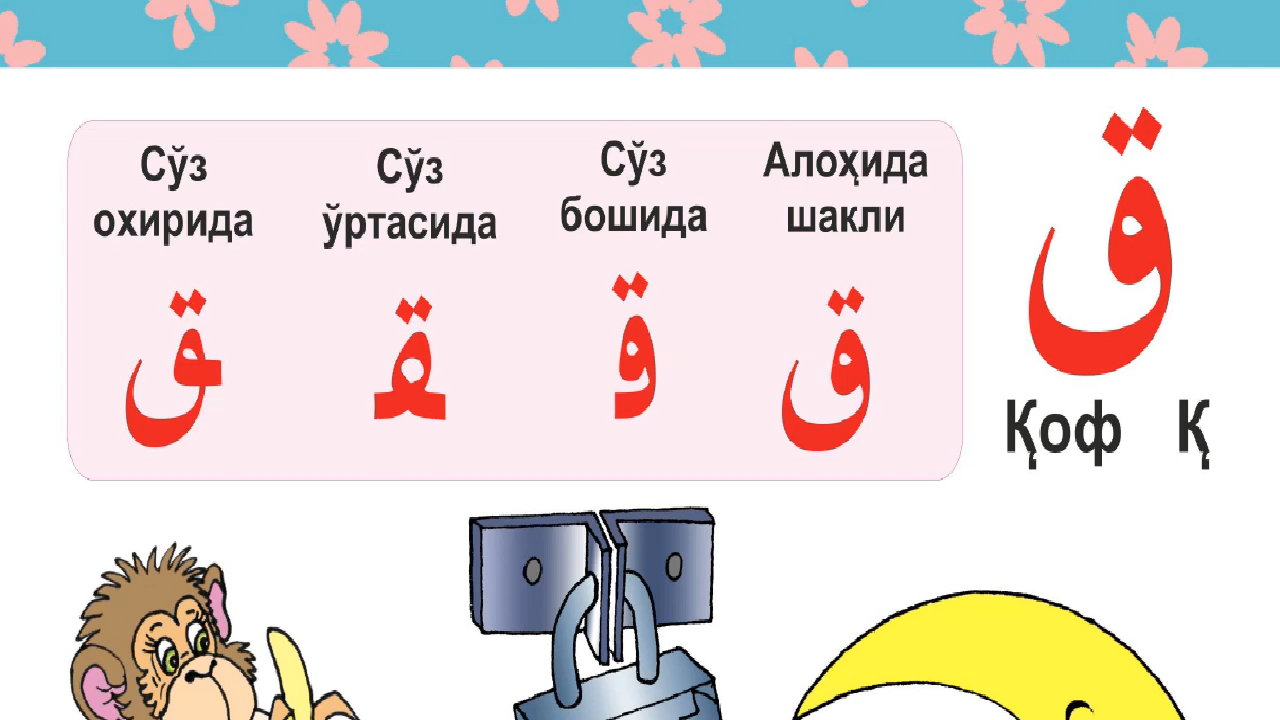 Сўз охирида
Сўз ўртасида
Сўз бошида
Алоҳида шакли
ـق
ـقـ
قـ
ق
ق
Қоф Қ